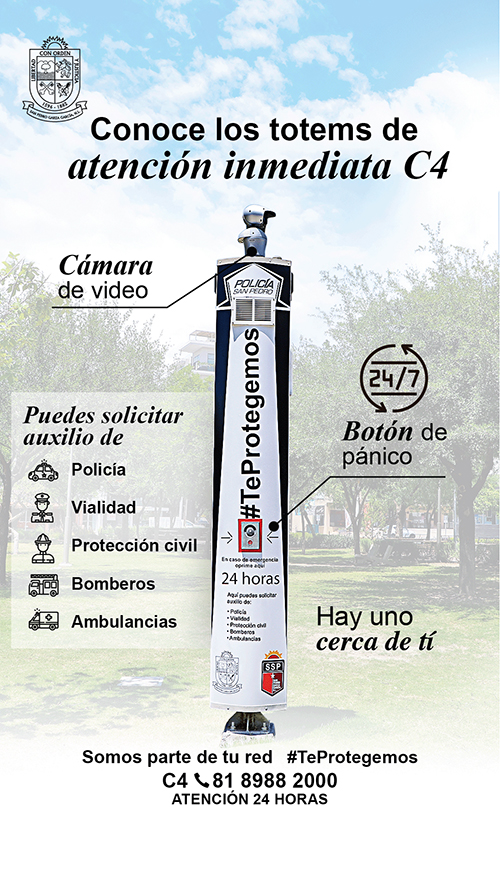 CON ORDEN
LIBERTAD
Y JUSTICIA
1596 - 1882
SAN PEDRO GARZA GARCÍA, N.L.
Conoce los totems de
atención inmediata C4
Cámara
de video
POLICÍA
SAN PEDRO
#TeProtegemos
24/7
Botón de
pánico
Puedes solicitar
auxilio de
Policía
Vialidad
Protección civil
Bomberos
Ambulancias
En caso de emergencia
oprime aquí
24 horas
Aquí puedes solicitar
auxilio de:
• Policía
• Vialidad
• Protección civil
• Bomberos
• Ambulancias
SSP
Hay uno
cerca de tí
Somos parte de tu red #TeProtegemos
C4 81 8988 2000
ATENCIÓN 24 HORAS